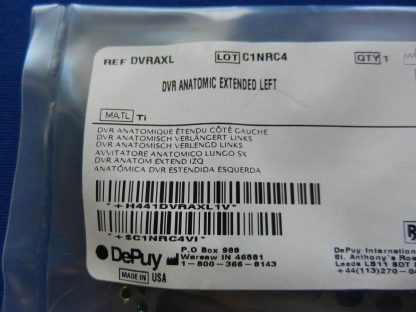 REF DVRAXL LOT C1NRC4 QTY 1
DVR ANATOMIC EXTENDED LEFT
MATL Ti
DVR ANATOMIQUE ÉTENDU CÔTÉ GAUCHE
DVR ANATOMISCH VERLÄNGERT LINKS
DVR ANATOMISCH VERLENGD LINKS
AVVITATORE ANATOMICO LUNGO SX
DVR ANATOM EXTEND IZQ
ANATÔMICA DVR ESTENDIDA ESQUERDA
+H441DVRAXL1V
+$C1NRC4VI
DePuy
P.O Box 988
Warsaw IN 46581
1-800-366-8143
MADE IN USA
DePuy Internation
St. Anthony's Roa
Leeds LS11 8DT
+44(113)270-